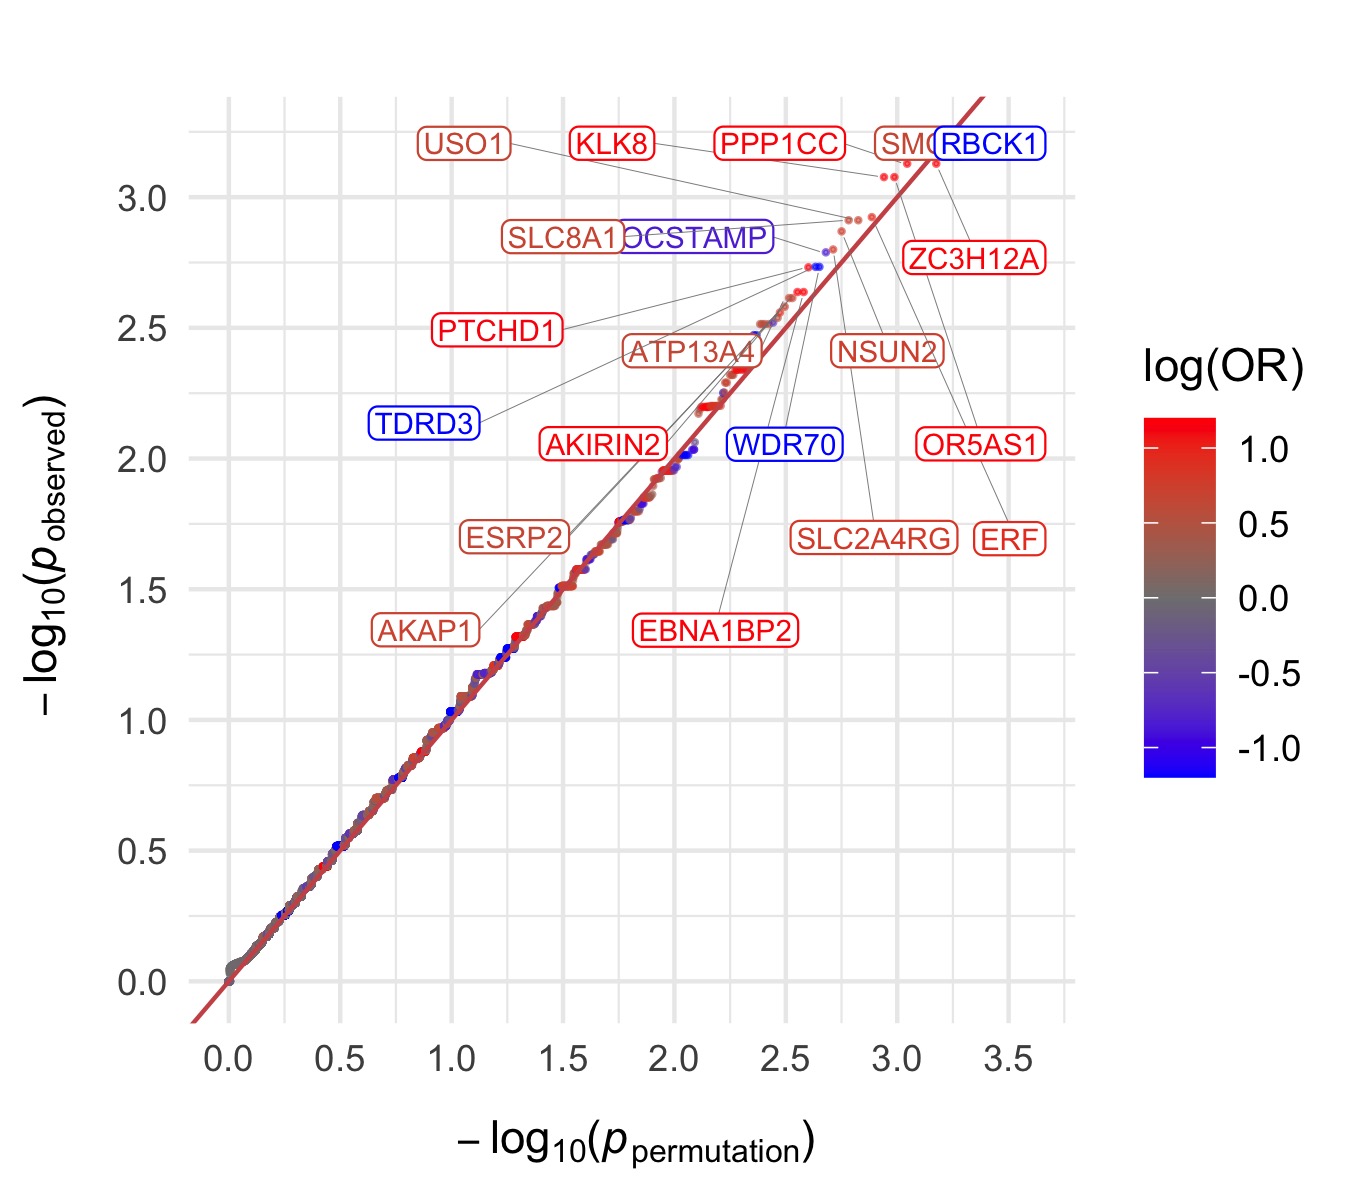 USO1
KLK8
PPP1CC
RBCK1
SLC8A1
OCSTAMP
ZC3H12A
PTCHD1
ATP13A4
NSUN2
TDRD3
AKIRIN2
WDR70
OR5AS1
ESRP2
SLC2A4RG
ERF
AKAP1
EBNA1BP2
3.0
2.5
2.0
1.5
1.0
0.5
0.0
− log10(pobserved)
0.0 0.5 1.0 1.5 2.0 2.5 3.0 3.5
− log10(ppermutation)
log(OR)
1.0
0.5
0.0
-0.5
-1.0